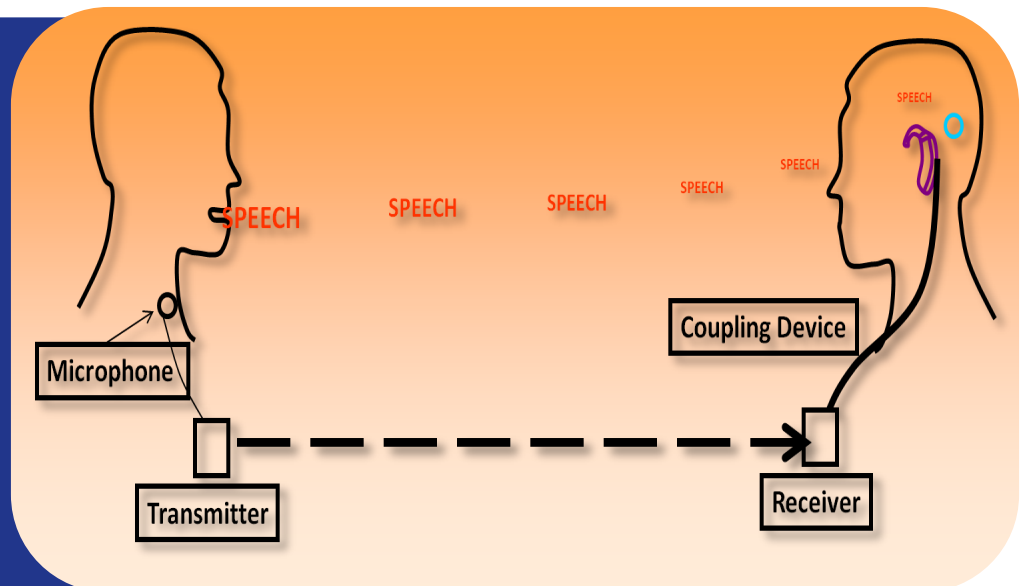 SPEECH
SPEECH
SPEECH
SPEECH
SPEECH
SPEECH
Coupling Device
Microphone
Transmitter
Receiver